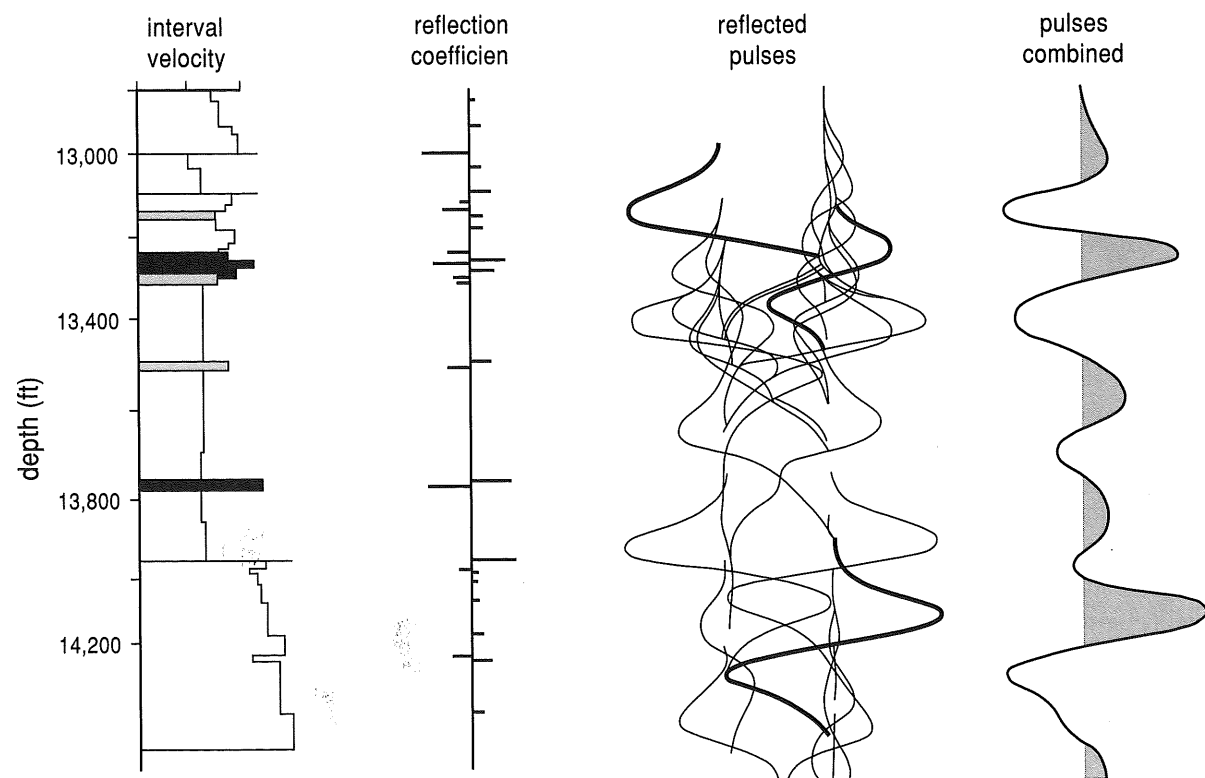 interval
velocity
reflection
coefficien
reflected
pulses
pulses
combined
depth (ft)
13,000
13,400
13,800
14,200